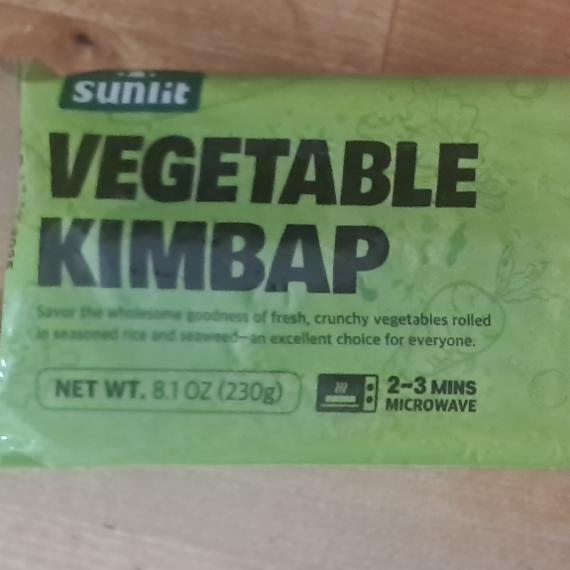 sunlit
VEGETABLE
KIMBAP
Savor the wholesome goodness of fresh, crunchy vegetables rolled
in seasoned rice and seaweed—an excellent choice for everyone.
NET WT. 8.1 OZ (230g)
2-3 MINS
MICROWAVE